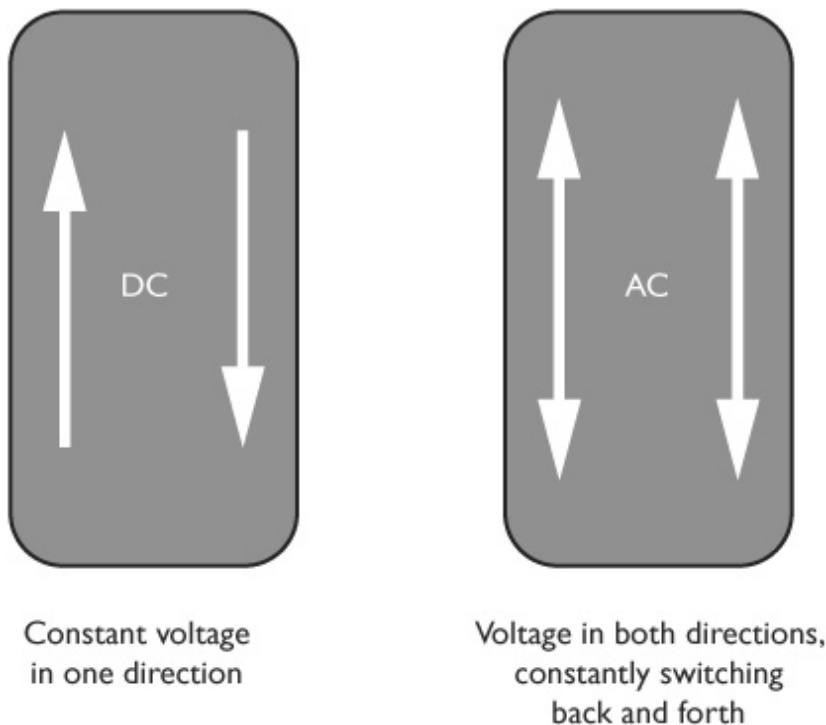 DC
AC
Constant voltage
in one direction
Voltage in both directions,
constantly switching
back and forth